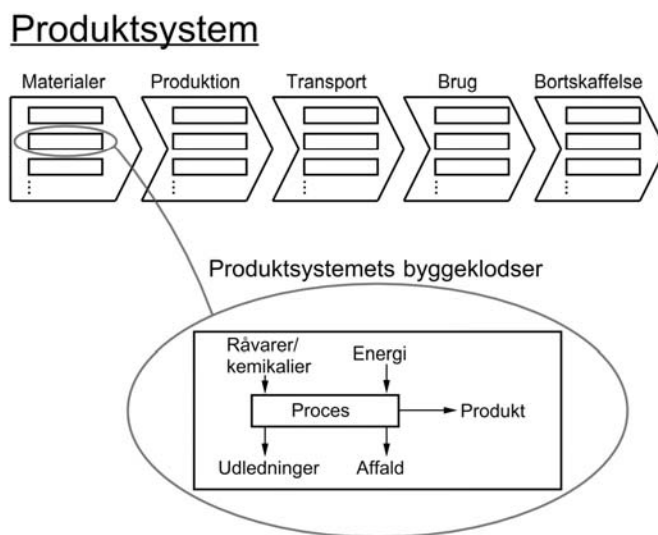 Produktsystem
Materialer
Produktion
Transport
Brug
Bortskaffelse
Produktsystemets byggeklodser
Råvarer/
kemikalier
Energi
Proces
Produkt
Udledninger
Affald